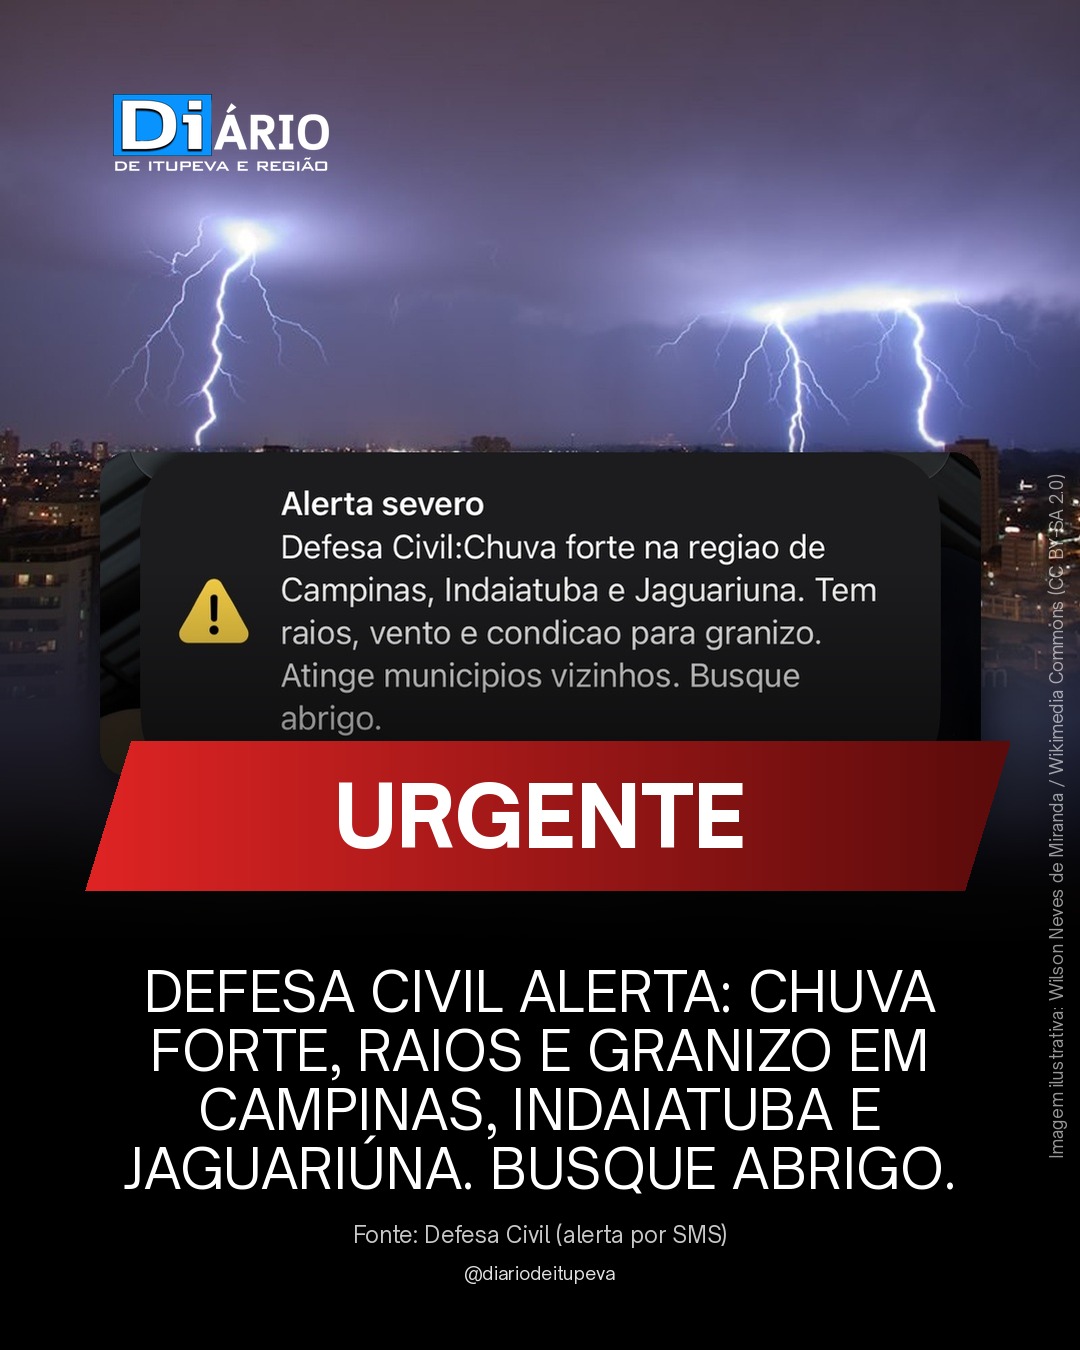 DiÁRIO
DE ITUPEVA E REGIÃO
Alerta severo
Defesa Civil:Chuva forte na regiao de
Campinas, Indaiatuba e Jaguariuna. Tem
raios, vento e condicao para granizo.
Atinge municipios vizinhos. Busque
abrigo.
URGENTE
DEFESA CIVIL ALERTA: CHUVA
FORTE, RAIOS E GRANIZO EM
CAMPINAS, INDAIATUBA E
JAGUARIÚNA. BUSQUE ABRIGO.
Fonte: Defesa Civil (alerta por SMS)
@diariodeitupeva
Imagem ilustrativa: Wilson Neves de Miranda / Wikimedia Commons (CC BY-SA 2.0)